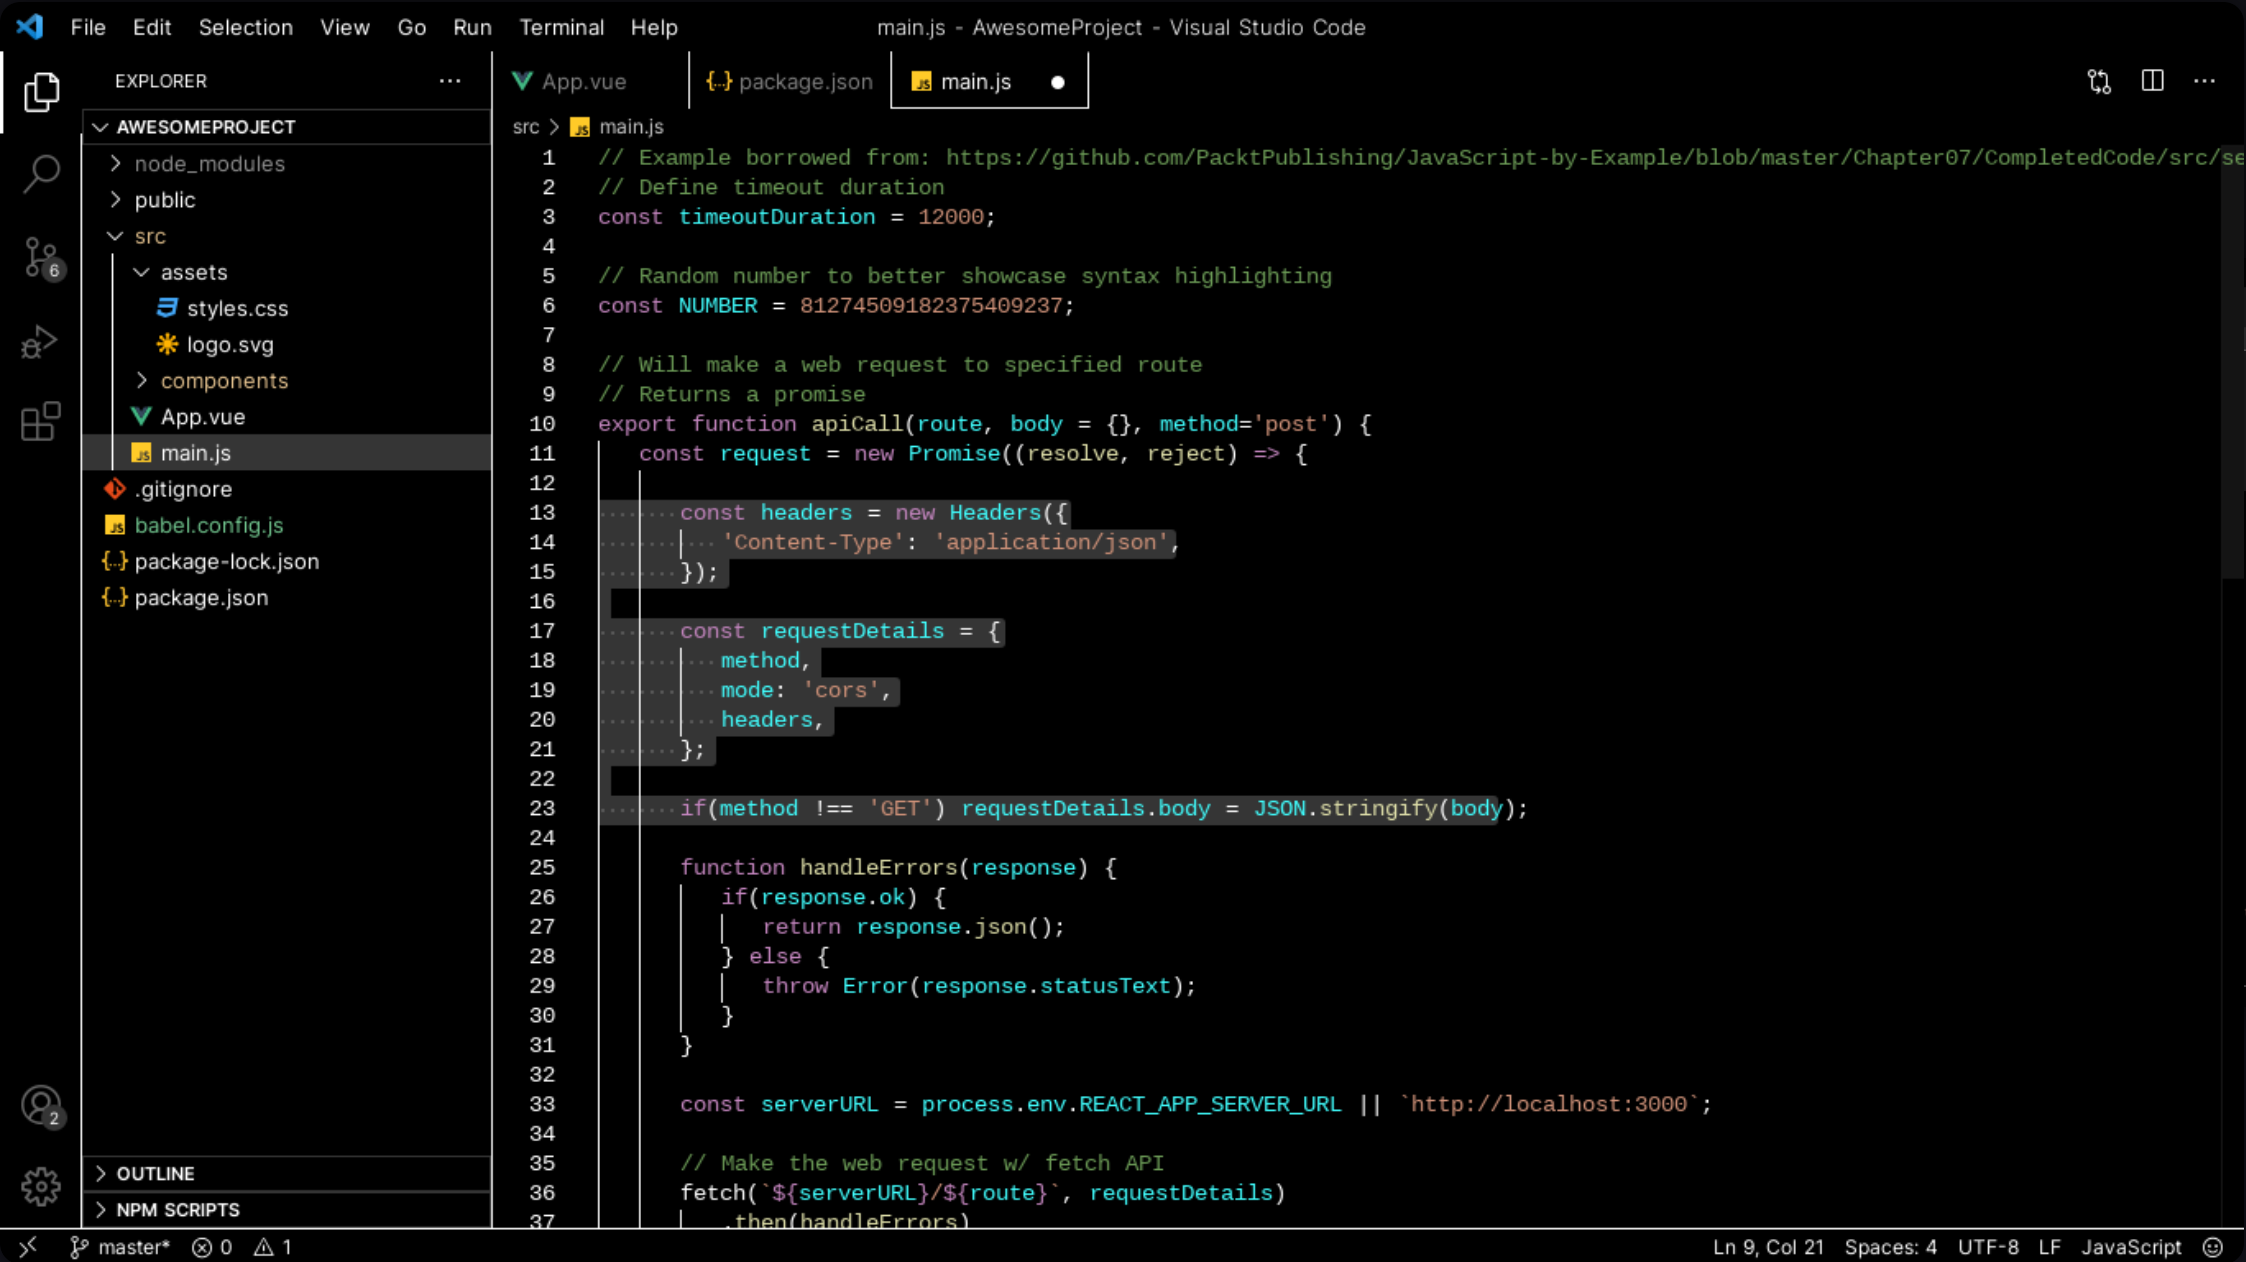 File Edit Selection View Go Run Terminal Help main.js - AwesomeProject - Visual Studio Code
EXPLORER
AWESOMEPROJECT
node_modules
public
src
assets
styles.css
logo.svg
components
App.vue
main.js
.gitignore
babel.config.js
package-lock.json
package.json
OUTLINE
NPM SCRIPTS
6
2
App.vue package.json main.js
src > main.js
1 // Example borrowed from: https://github.com/PacktPublishing/JavaScript-by-Example/blob/master/Chapter07/CompletedCode/src/se
2 // Define timeout duration
3 const timeoutDuration = 12000;
4
5 // Random number to better showcase syntax highlighting
6 const NUMBER = 81274509182375409237;
7
8 // Will make a web request to specified route
9 // Returns a promise
10 export function apiCall(route, body = {}, method='post') {
11 const request = new Promise((resolve, reject) => {
12
13 const headers = new Headers({
14 'Content-Type': 'application/json',
15 });
16
17 const requestDetails = {
18 method,
19 mode: 'cors',
20 headers,
21 };
22
23 if(method !== 'GET') requestDetails.body = JSON.stringify(body);
24
25 function handleErrors(response) {
26 if(response.ok) {
27 return response.json();
28 } else {
29 throw Error(response.statusText);
30 }
31 }
32
33 const serverURL = process.env.REACT_APP_SERVER_URL || `http://localhost:3000`;
34
35 // Make the web request w/ fetch API
36 fetch(`${serverURL}/${route}`, requestDetails)
37 .then(handleErrors)
master* 0 1 Ln 9, Col 21 Spaces: 4 UTF-8 LF JavaScript